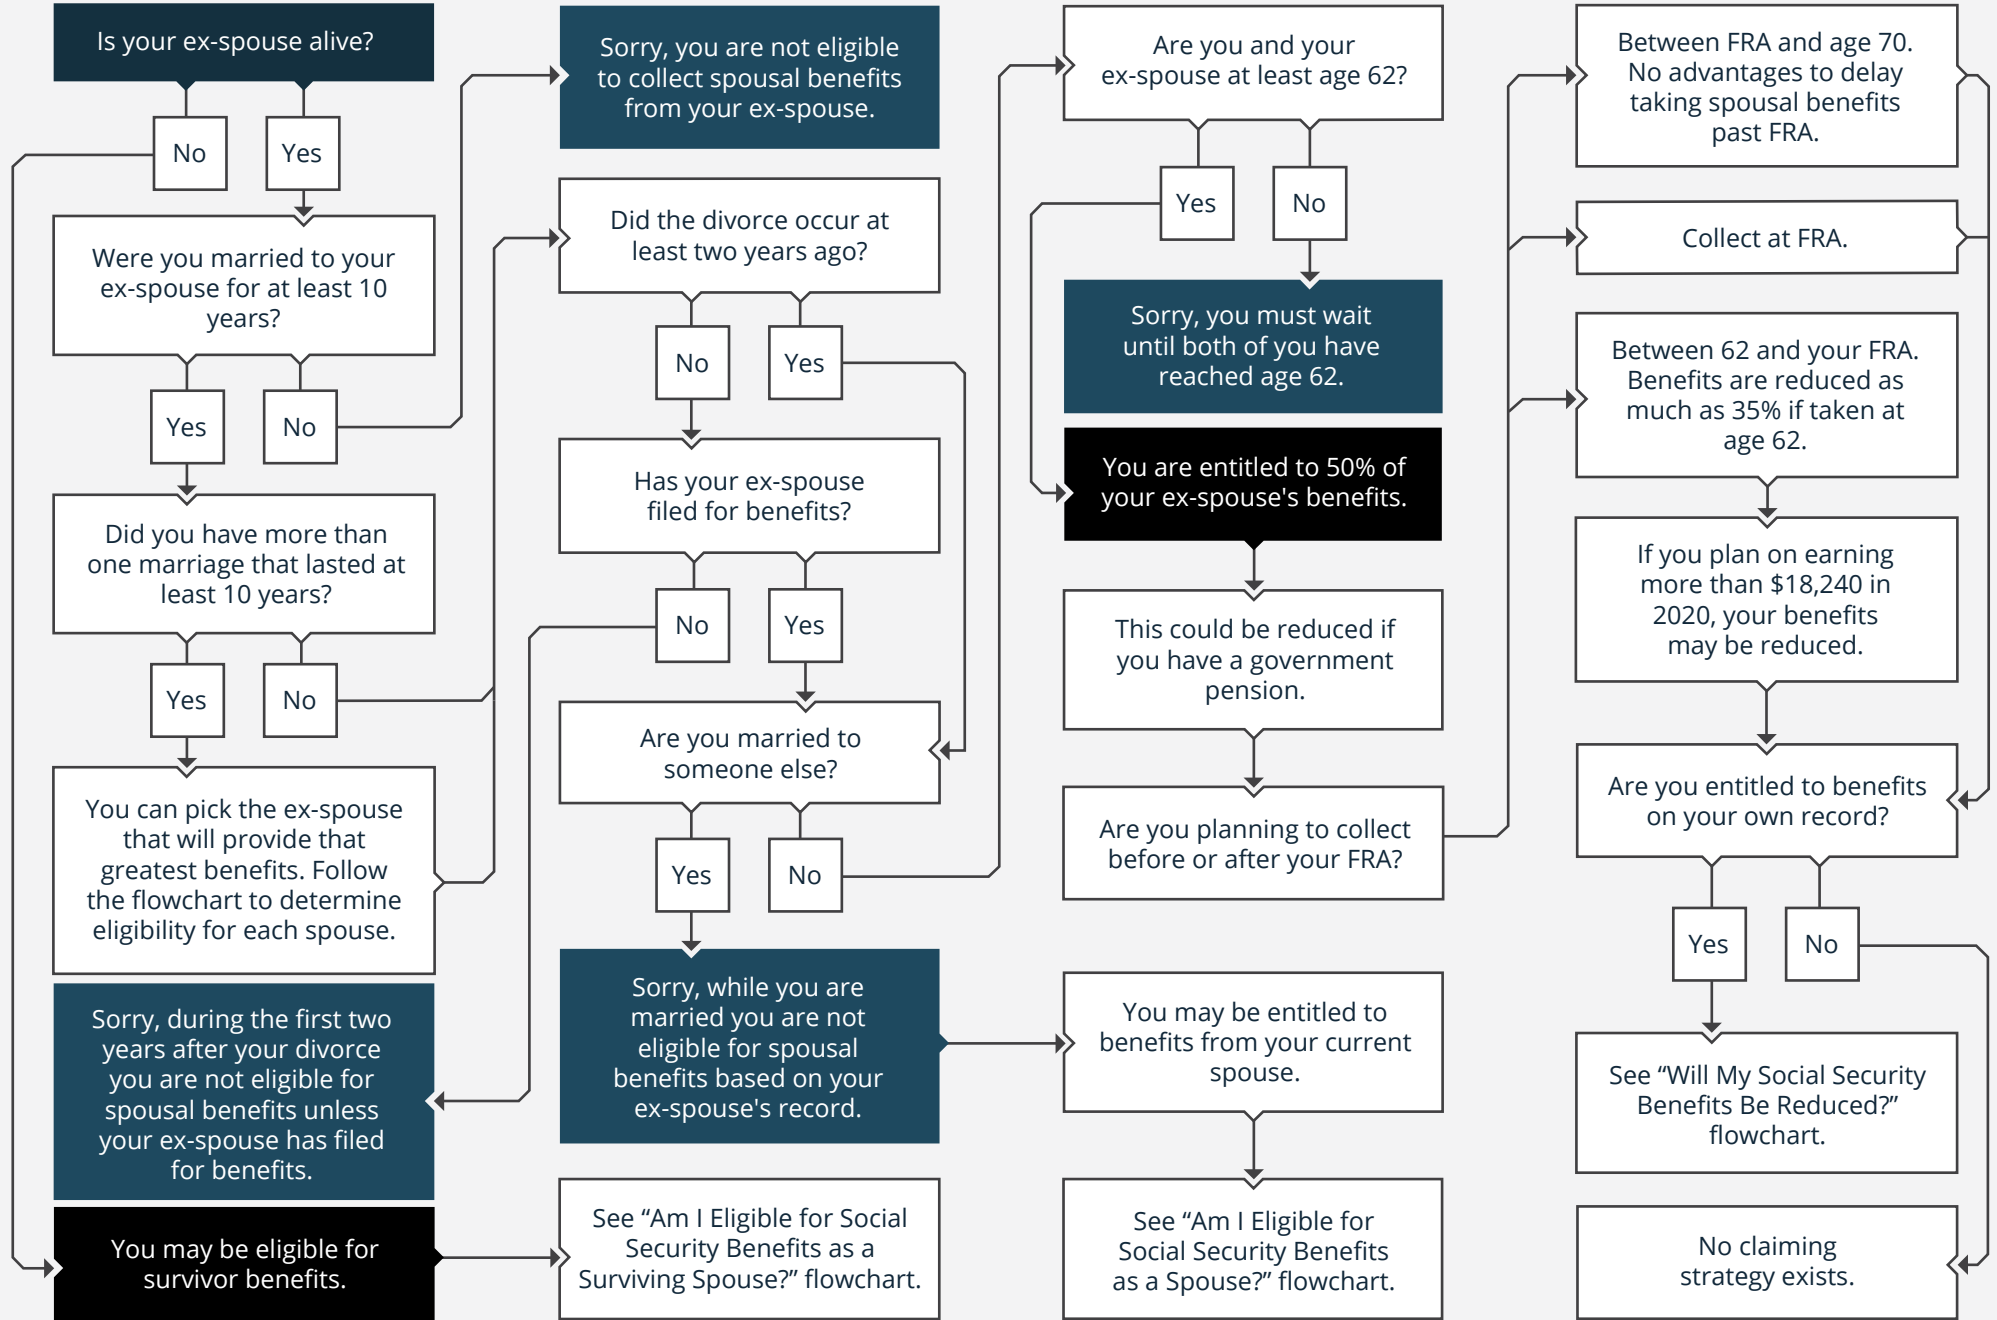 Is your ex-spouse alive?
No
Yes
Were you married to your
ex-spouse for at least 10
years?
Yes
No
Did you have more than
one marriage that lasted at
least 10 years?
Yes
No
You can pick the ex-spouse
that will provide that
greatest benefits. Follow
the flowchart to determine
eligibility for each spouse.
Sorry, during the first two
years after your divorce
you are not eligible for
spousal benefits unless
your ex-spouse has filed
for benefits.
You may be eligible for
survivor benefits.
Sorry, you are not eligible
to collect spousal benefits
from your ex-spouse.
Did the divorce occur at
least two years ago?
No
Yes
Has your ex-spouse
filed for benefits?
No
Yes
Are you married to
someone else?
Yes
No
Sorry, while you are
married you are not
eligible for spousal
benefits based on your
ex-spouse's record.
See “Am I Eligible for Social
Security Benefits as a
Surviving Spouse?” flowchart.
Are you and your
ex-spouse at least age 62?
Yes
No
Sorry, you must wait
until both of you have
reached age 62.
You are entitled to 50% of
your ex-spouse's benefits.
This could be reduced if
you have a government
pension.
Are you planning to collect
before or after your FRA?
You may be entitled to
benefits from your current
spouse.
See “Am I Eligible for
Social Security Benefits
as a Spouse?” flowchart.
Between FRA and age 70.
No advantages to delay
taking spousal benefits
past FRA.
Collect at FRA.
Between 62 and your FRA.
Benefits are reduced as
much as 35% if taken at
age 62.
If you plan on earning
more than $18,240 in
2020, your benefits
may be reduced.
Are you entitled to benefits
on your own record?
Yes
No
See “Will My Social Security
Benefits Be Reduced?”
flowchart.
No claiming
strategy exists.